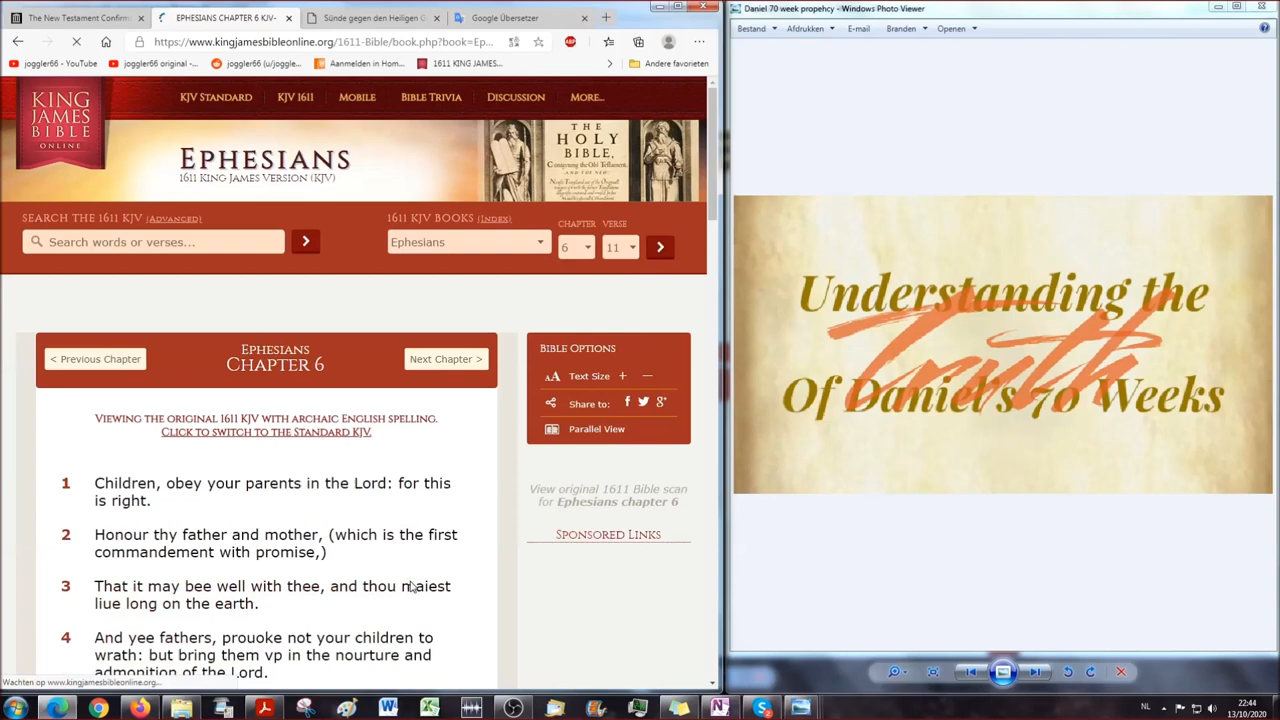 The New Testament Confirm
EPHESIANS CHAPTER 6 KJV-
Sünde gegen den Heiligen G
Google Übersetzer
https://www.kingjamesbibleonline.org/1611-Bible/book.php?book=Ep...
joggler66 - YouTube
joggler66 original -...
joggler66 (u/joggle...
Aanmelden in Hom...
1611 KING JAMES...
Andere favorieten
KING
JAMES
BIBLE
ONLINE
KJV STANDARD
KJV 1611
MOBILE
BIBLE TRIVIA
DISCUSSION
MORE...
EPHESIANS
1611 KING JAMES VERSION (KJV)
THE
HOLY
BIBLE,
SEARCH THE 1611 KJV (ADVANCED)
1611 KJV BOOKS (INDEX)
CHAPTER
VERSE
Search words or verses...
Ephesians
6
11
< Previous Chapter
EPHESIANS
CHAPTER 6
Next Chapter >
VIEWING THE ORIGINAL 1611 KJV WITH ARCHAIC ENGLISH SPELLING.
CLICK TO SWITCH TO THE STANDARD KJV.
1 Children, obey your parents in the Lord: for this
is right.
2 Honour thy father and mother, (which is the first
commandement with promise,)
3 That it may bee well with thee, and thou maiest
liue long on the earth.
4 And yee fathers, prouoke not your children to
wrath: but bring them vp in the nourture and
admonition of the Lord.
BIBLE OPTIONS
AA Text Size + —
Share to:
Parallel View
View original 1611 Bible scan
for Ephesians chapter 6
SPONSORED LINKS
Wachten op www.kingjamesbibleonline.org...
Daniel 70 week propehcy - Windows Photo Viewer
Bestand
Afdrukken
E-mail
Branden
Openen
Understanding the
Truth
Of Daniel's 70 Weeks
NL
22:44
13/10/2020